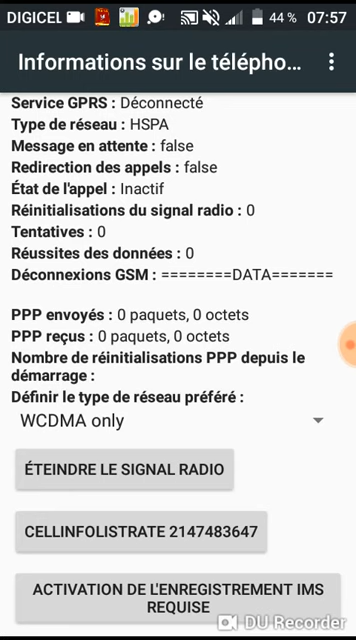 DIGICEL 44 % 07:57
Informations sur le télépho...
Service GPRS : Déconnecté
Type de réseau : HSPA
Message en attente : false
Redirection des appels : false
État de l'appel : Inactif
Réinitialisations du signal radio : 0
Tentatives : 0
Réussites des données : 0
Déconnexions GSM : ========DATA=======
PPP envoyés : 0 paquets, 0 octets
PPP reçus : 0 paquets, 0 octets
Nombre de réinitialisations PPP depuis le
démarrage :
Définir le type de réseau préféré :
WCDMA only
ÉTEINDRE LE SIGNAL RADIO
CELLINFOLISTRATE 2147483647
ACTIVATION DE L'ENREGISTREMENT IMS
REQUISE
DU Recorder